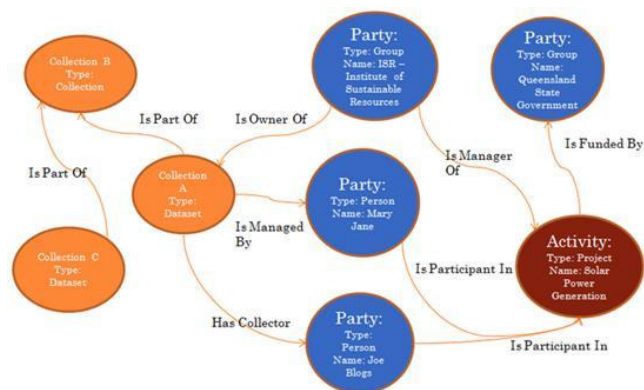 Collection B
Type:
Collection
Party:
Type: Group
Name: ISR –
Institute of
Sustainable
Resources
Party:
Type: Group
Name:
Queensland
State
Government
Is Part Of
Is Owner Of
Is Funded By
Is Part Of
Collection
A
Type:
Dataset
Is Manager
Of
Is Managed
By
Party:
Type: Person
Name: Mary
Jane
Collection C
Type:
Dataset
Is Participant In
Activity:
Type: Project
Name: Solar
Power
Generation
Has Collector
Party:
Type:
Person
Name: Joe
Blogs
Is Participant In